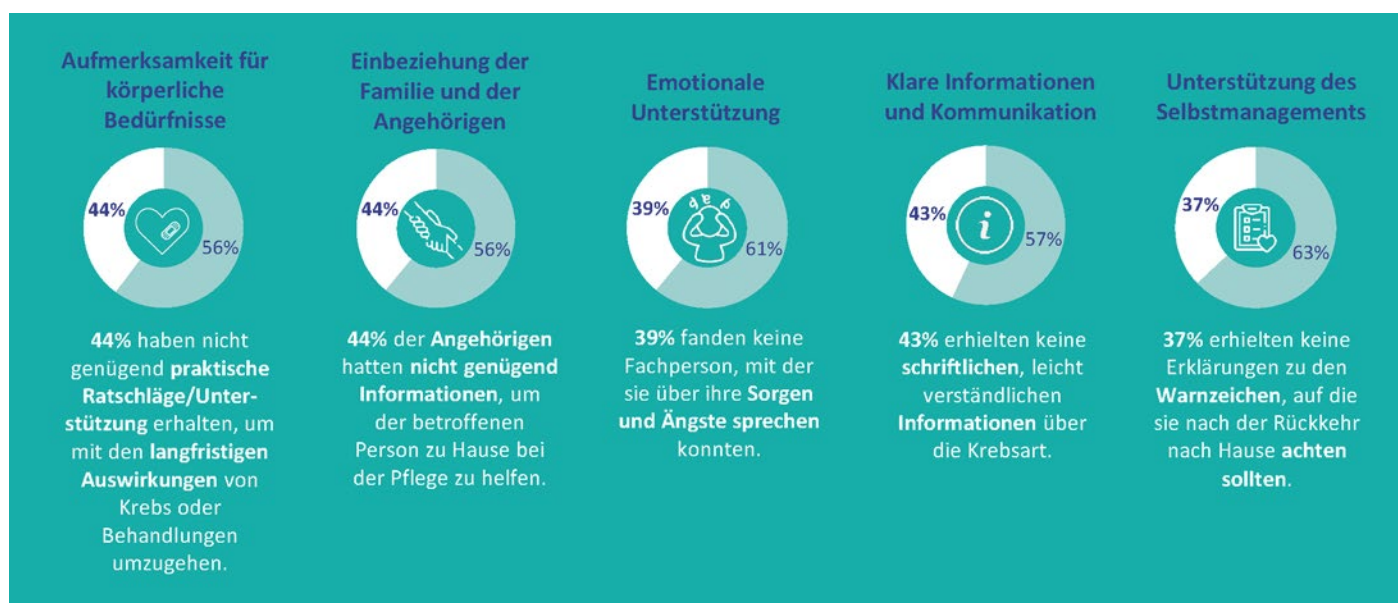 Aufmerksamkeit für
körperliche
Bedürfnisse
44%
56%
44% haben nicht
genügend praktische
Ratschläge/Unter-
stützung erhalten, um
mit den langfristigen
Auswirkungen von
Krebs oder
Behandlungen
umzugehen.
Einbeziehung der
Familie und der
Angehörigen
44%
56%
44% der Angehörigen
hatten nicht genügend
Informationen, um
der betroffenen
Person zu Hause bei
der Pflege zu helfen.
Emotionale
Unterstützung
39%
61%
39% fanden keine
Fachperson, mit der
sie über ihre Sorgen
und Ängste sprechen
konnten.
Klare Informationen
und Kommunikation
43%
i
57%
43% erhielten keine
schriftlichen, leicht
verständlichen
Informationen über
die Krebsart.
Unterstützung des
Selbstmanagements
37%
63%
37% erhielten keine
Erklärungen zu den
Warnzeichen, auf die
sie nach der Rückkehr
nach Hause achten
sollten.